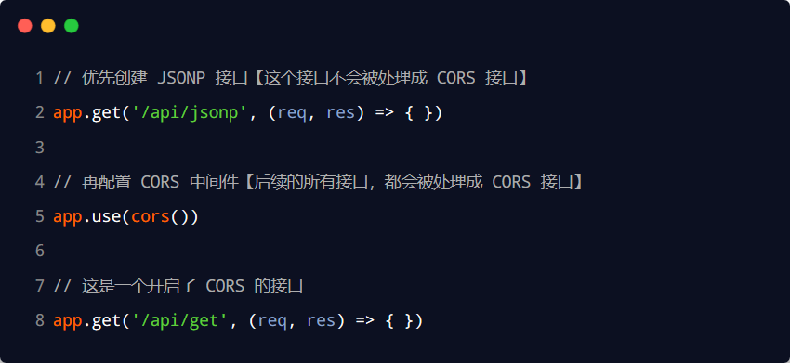 1 // 优先创建 JSONP 接口【这个接口不会被处理成 CORS 接口】
2 app.get('/api/jsonp', (req, res) => { })
3
4 // 再配置 CORS 中间件【后续的所有接口，都会被处理成 CORS 接口】
5 app.use(cors())
6
7 // 这是一个开启了 CORS 的接口
8 app.get('/api/get', (req, res) => { })